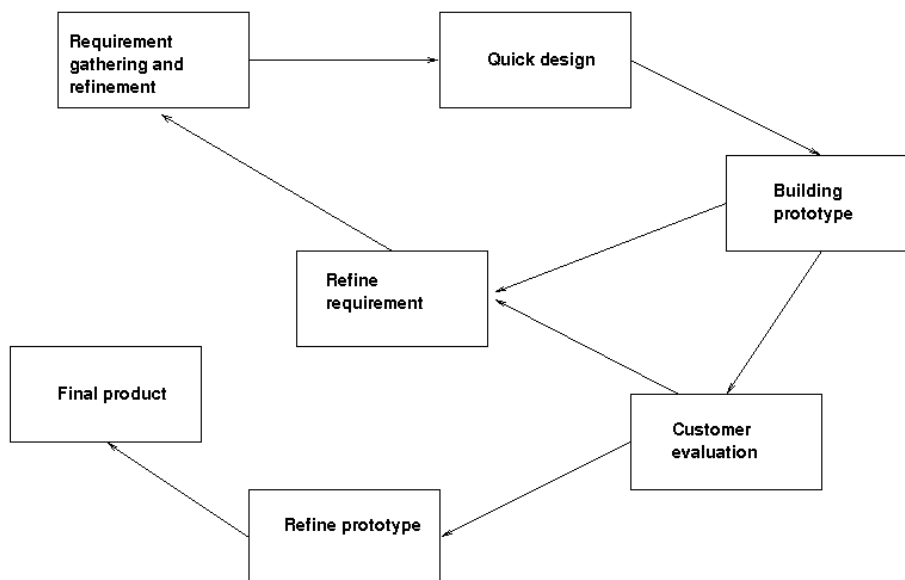 Requirement
gathering and
refinement
Quick design
Building
prototype
Refine
requirement
Final product
Customer
evaluation
Refine prototype